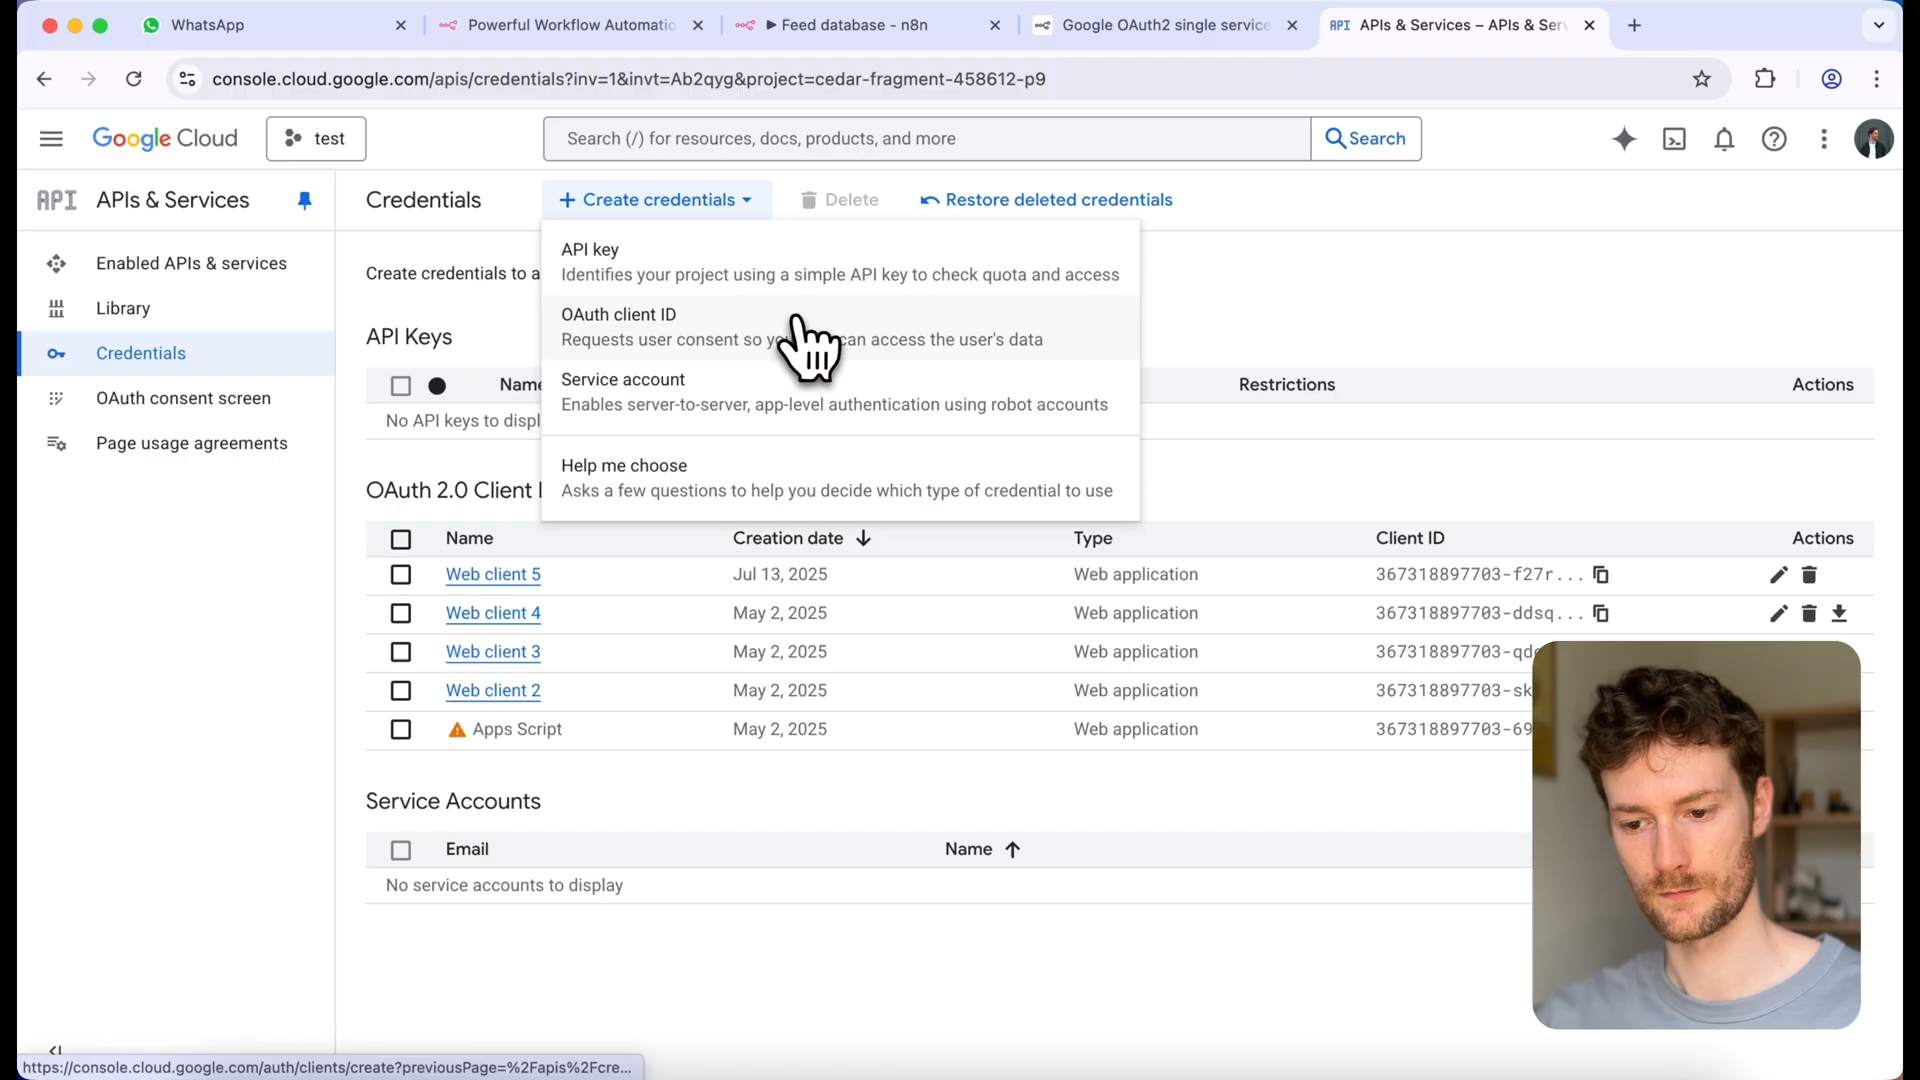 WhatsApp
Powerful Workflow Automatio
▶ Feed database - n8n
Google OAuth2 single service
API APIs & Services – APIs & Ser
console.cloud.google.com/apis/credentials?inv=1&invt=Ab2qyg&project=cedar-fragment-458612-p9
Google Cloud
test
Search (/) for resources, docs, products, and more
Search
API APIs & Services
Credentials
+ Create credentials
Delete
Restore deleted credentials
Enabled APIs & services
Library
Credentials
OAuth consent screen
Page usage agreements
Create credentials to a
API key
Identifies your project using a simple API key to check quota and access
OAuth client ID
Requests user consent so yo can access the user's data
Service account
Enables server-to-server, app-level authentication using robot accounts
Help me choose
Asks a few questions to help you decide which type of credential to use
API Keys
Name Restrictions Actions
No API keys to displ
OAuth 2.0 Client I
Name Creation date Type Client ID Actions
Web client 5 Jul 13, 2025 Web application 367318897703-f27r...
Web client 4 May 2, 2025 Web application 367318897703-ddsq...
Web client 3 May 2, 2025 Web application 367318897703-qd
Web client 2 May 2, 2025 Web application 367318897703-sk
Apps Script May 2, 2025 Web application 367318897703-69
Service Accounts
Email Name
No service accounts to display
https://console.cloud.google.com/auth/clients/create?previousPage=%2Fapis%2Fcre...